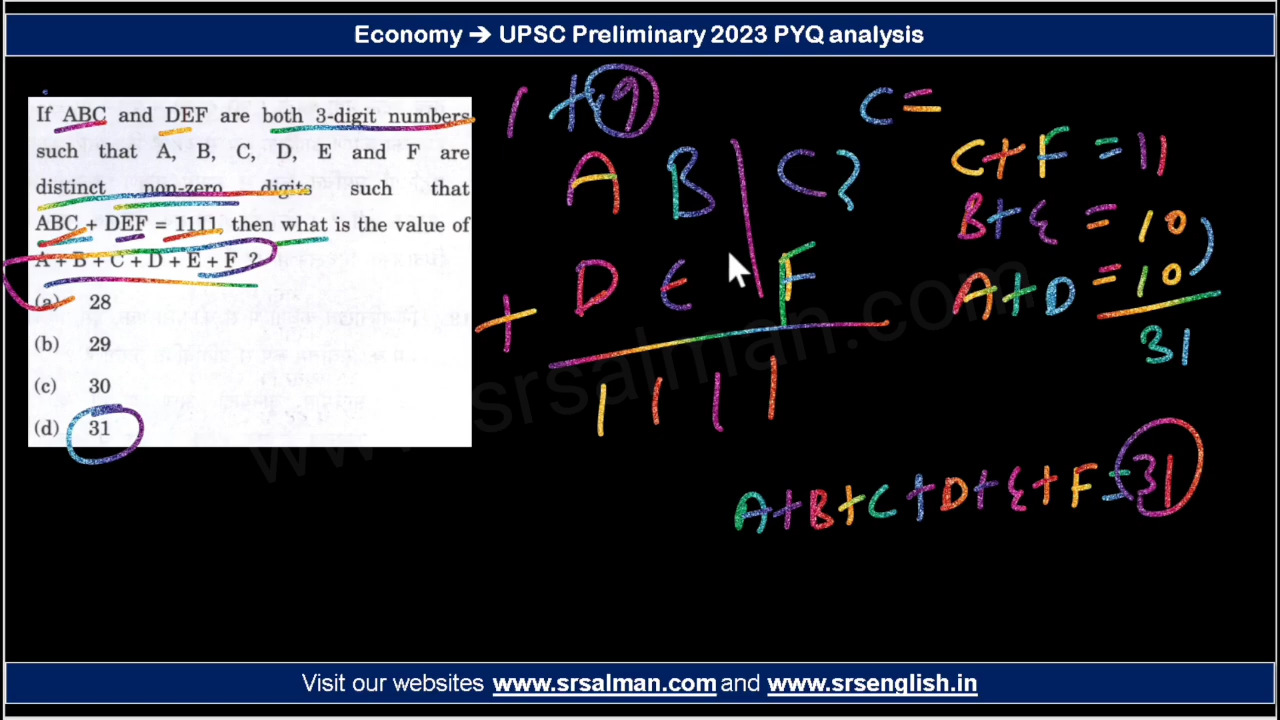 Economy → UPSC Preliminary 2023 PYQ analysis
If ABC and DEF are both 3-digit numbers
such that A, B, C, D, E and F are
distinct non-zero digits such that
ABC + DEF = 1111, then what is the value of
A + B + C + D + E + F ?
(a) 28
(b) 29
(c) 30
(d) 31
1 + 9
A B C
+ D E F
1 1 1 1
C =
C + F = 11
B + E = 10
A + D = 10
31
A+B+C+D+E+F=31
www.srsalman.com
Visit our websites www.srsalman.com and www.srsenglish.in